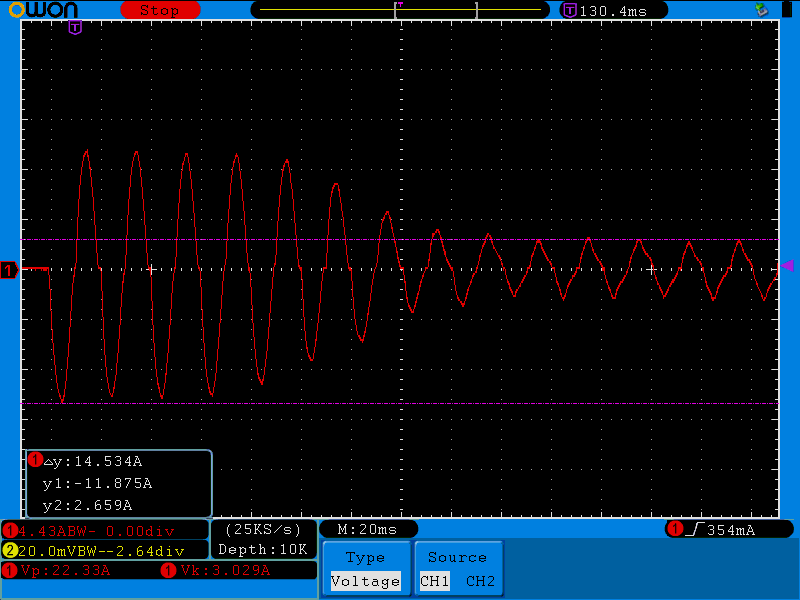 OWON Stop T 130.4ms
T
1
1 △y:14.534A
y1:-11.875A
y2:2.659A
1 4.43ABW- 0.00div
2 20.0mVBW--2.64div
(25KS/s)
Depth:10K
M:20ms
1 354mA
1 Vp:22.33A 1 Vk:3.029A
Type
Voltage
Source
CH1 CH2